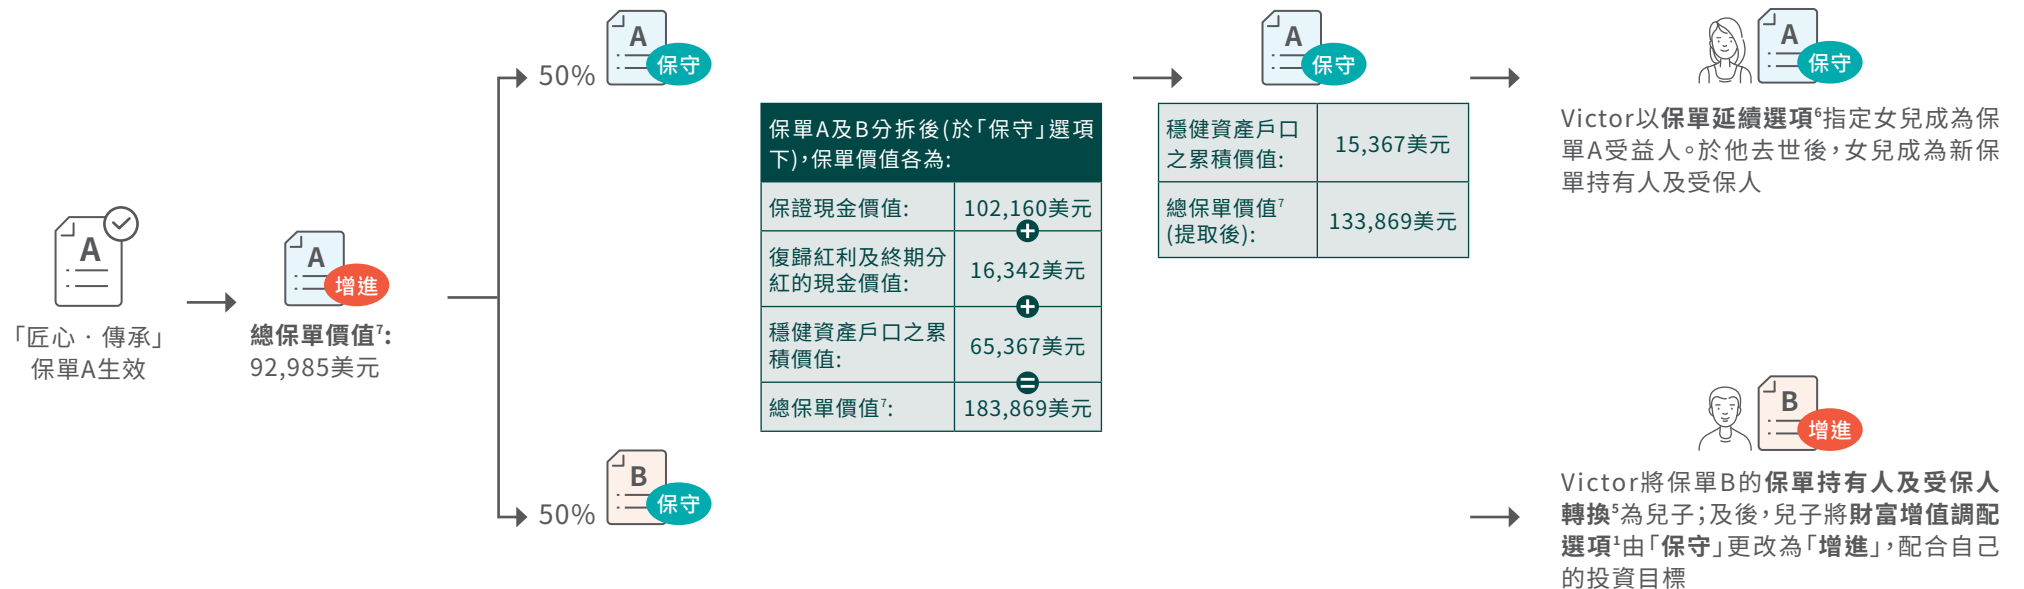 A
「匠心．傳承」
保單A生效
A
增進
總保單價值⁷:
92,985美元
50%
A
保守
50%
B
保守
保單A及B分拆後(於「保守」選項
下)，保單價值各為:
保證現金價值:
102,160美元
+
復歸紅利及終期分
紅的現金價值:
16,342美元
+
穩健資產戶口之累
積價值:
65,367美元
=
總保單價值⁷:
183,869美元
A
保守
穩健資產戶口
之累積價值:
15,367美元
總保單價值⁷
(提取後):
133,869美元
A
保守
Victor以保單延續選項⁶指定女兒成為保
單A受益人。於他去世後，女兒成為新保
單持有人及受保人
B
增進
Victor將保單B的保單持有人及受保人
轉換⁵為兒子；及後，兒子將財富增值調配
選項¹由「保守」更改為「增進」，配合自己
的投資目標